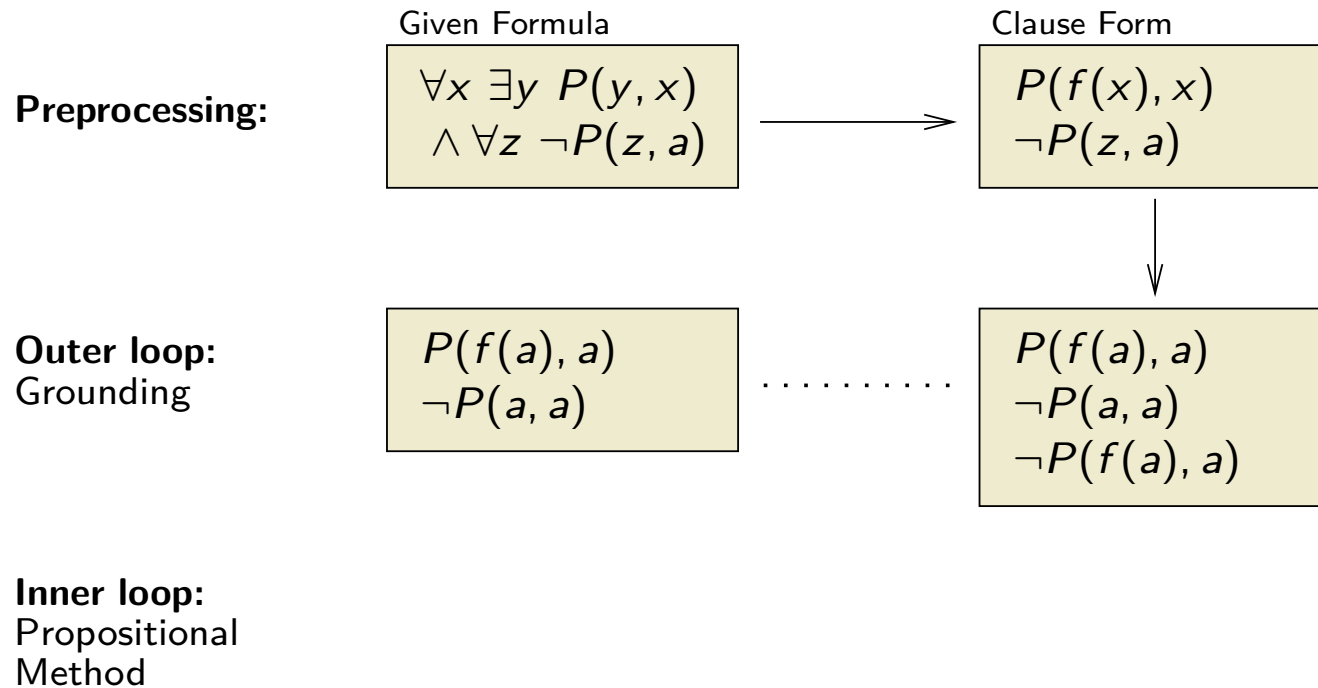 Given Formula
Clause Form
Preprocessing:
∀x ∃y P(y, x)
∧ ∀z ¬P(z, a)
P(f(x), x)
¬P(z, a)
Outer loop:
Grounding
P(f(a), a)
¬P(a, a)
P(f(a), a)
¬P(a, a)
¬P(f(a), a)
Inner loop:
Propositional
Method